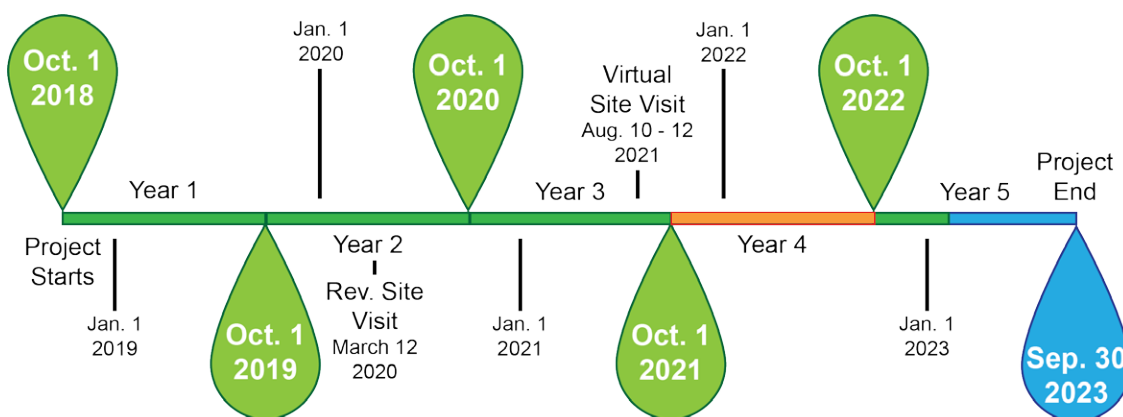 Oct. 1
2018
Jan. 1
2020
Oct. 1
2020
Virtual
Site Visit
Aug. 10 - 12
2021
Jan. 1
2022
Oct. 1
2022
Project
End
Year 1
Year 3
Year 5
Project
Starts
Year 2
Year 4
Jan. 1
2019
Oct. 1
2019
Rev. Site
Visit
March 12
2020
Jan. 1
2021
Oct. 1
2021
Jan. 1
2023
Sep. 30
2023